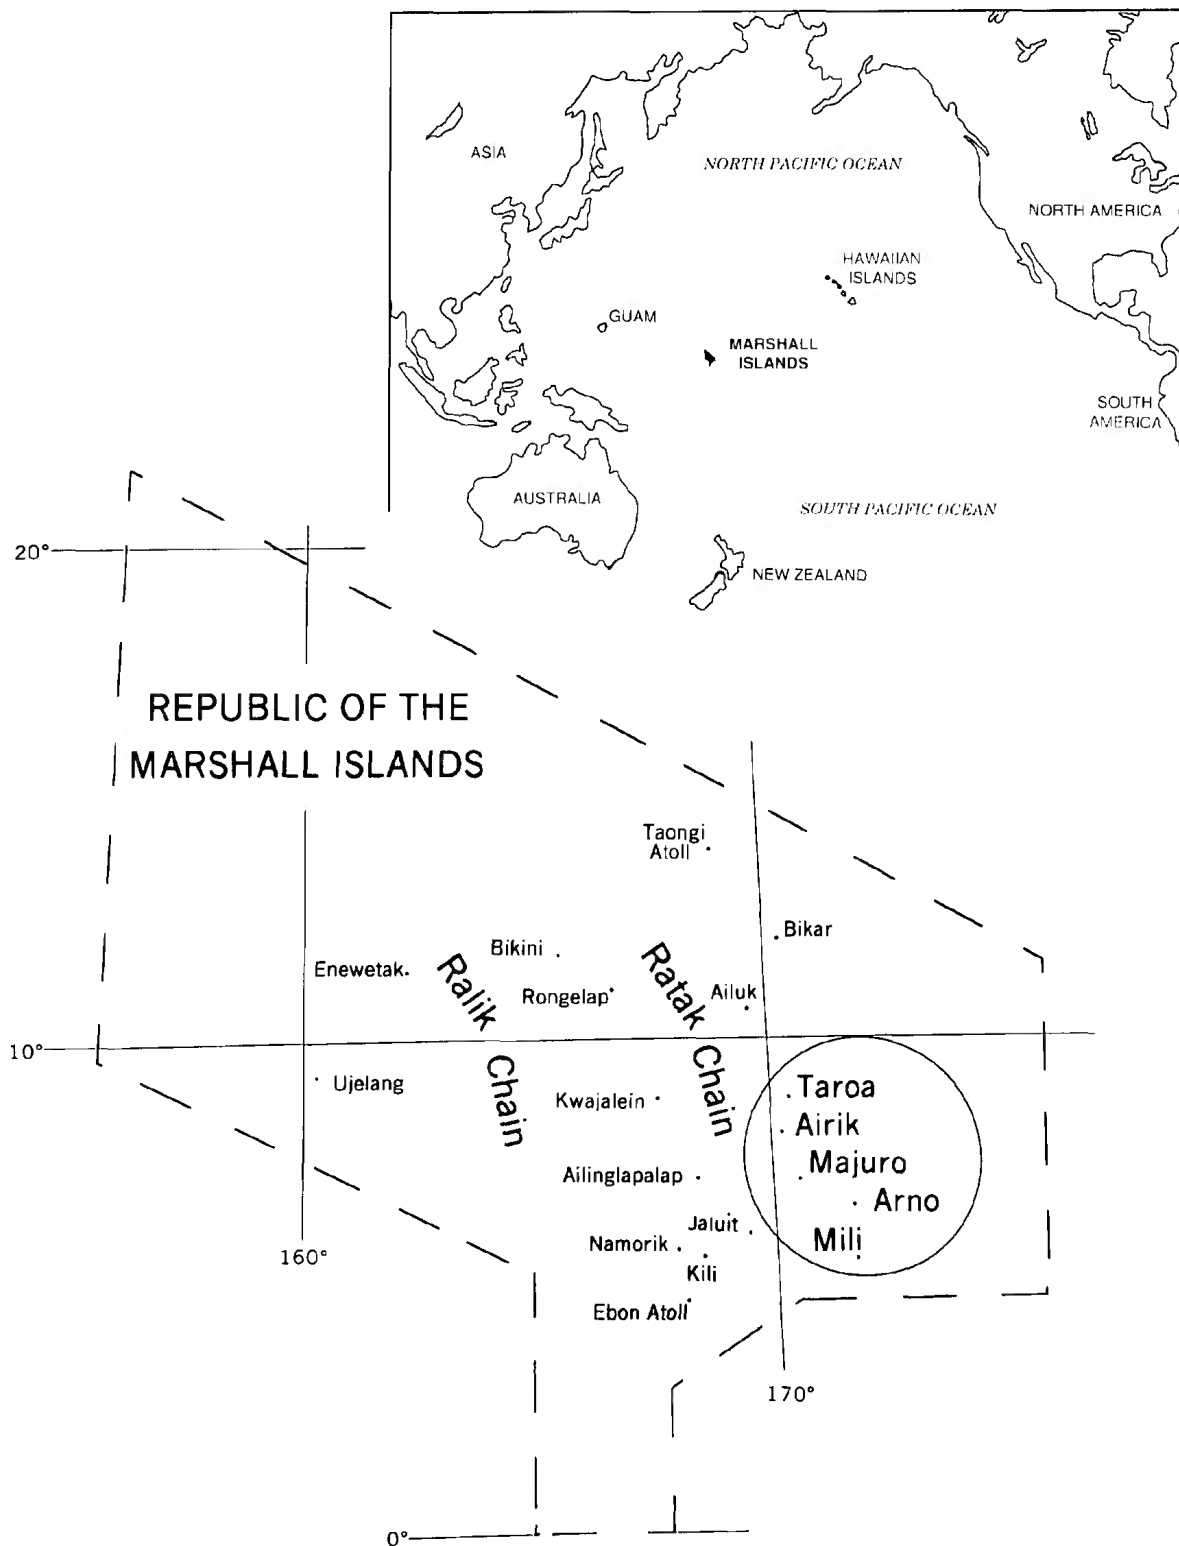 ASIA
NORTH PACIFIC OCEAN
NORTH AMERICA
HAWAIIAN
ISLANDS
GUAM
MARSHALL
ISLANDS
SOUTH
AMERICA
AUSTRALIA
SOUTH PACIFIC OCEAN
NEW ZEALAND
20°
REPUBLIC OF THE
MARSHALL ISLANDS
Taongi
Atoll
Bikar
Bikini
Enewetak
Ralik Chain
Rongelap
Ratak Chain
Ailuk
10°
Ujelang
Kwajalein
Taroa
Airik
Majuro
Ailinglapalap
Arno
Jaluit
Mili
Namorik
160°
Kili
Ebon Atoll
170°
0°